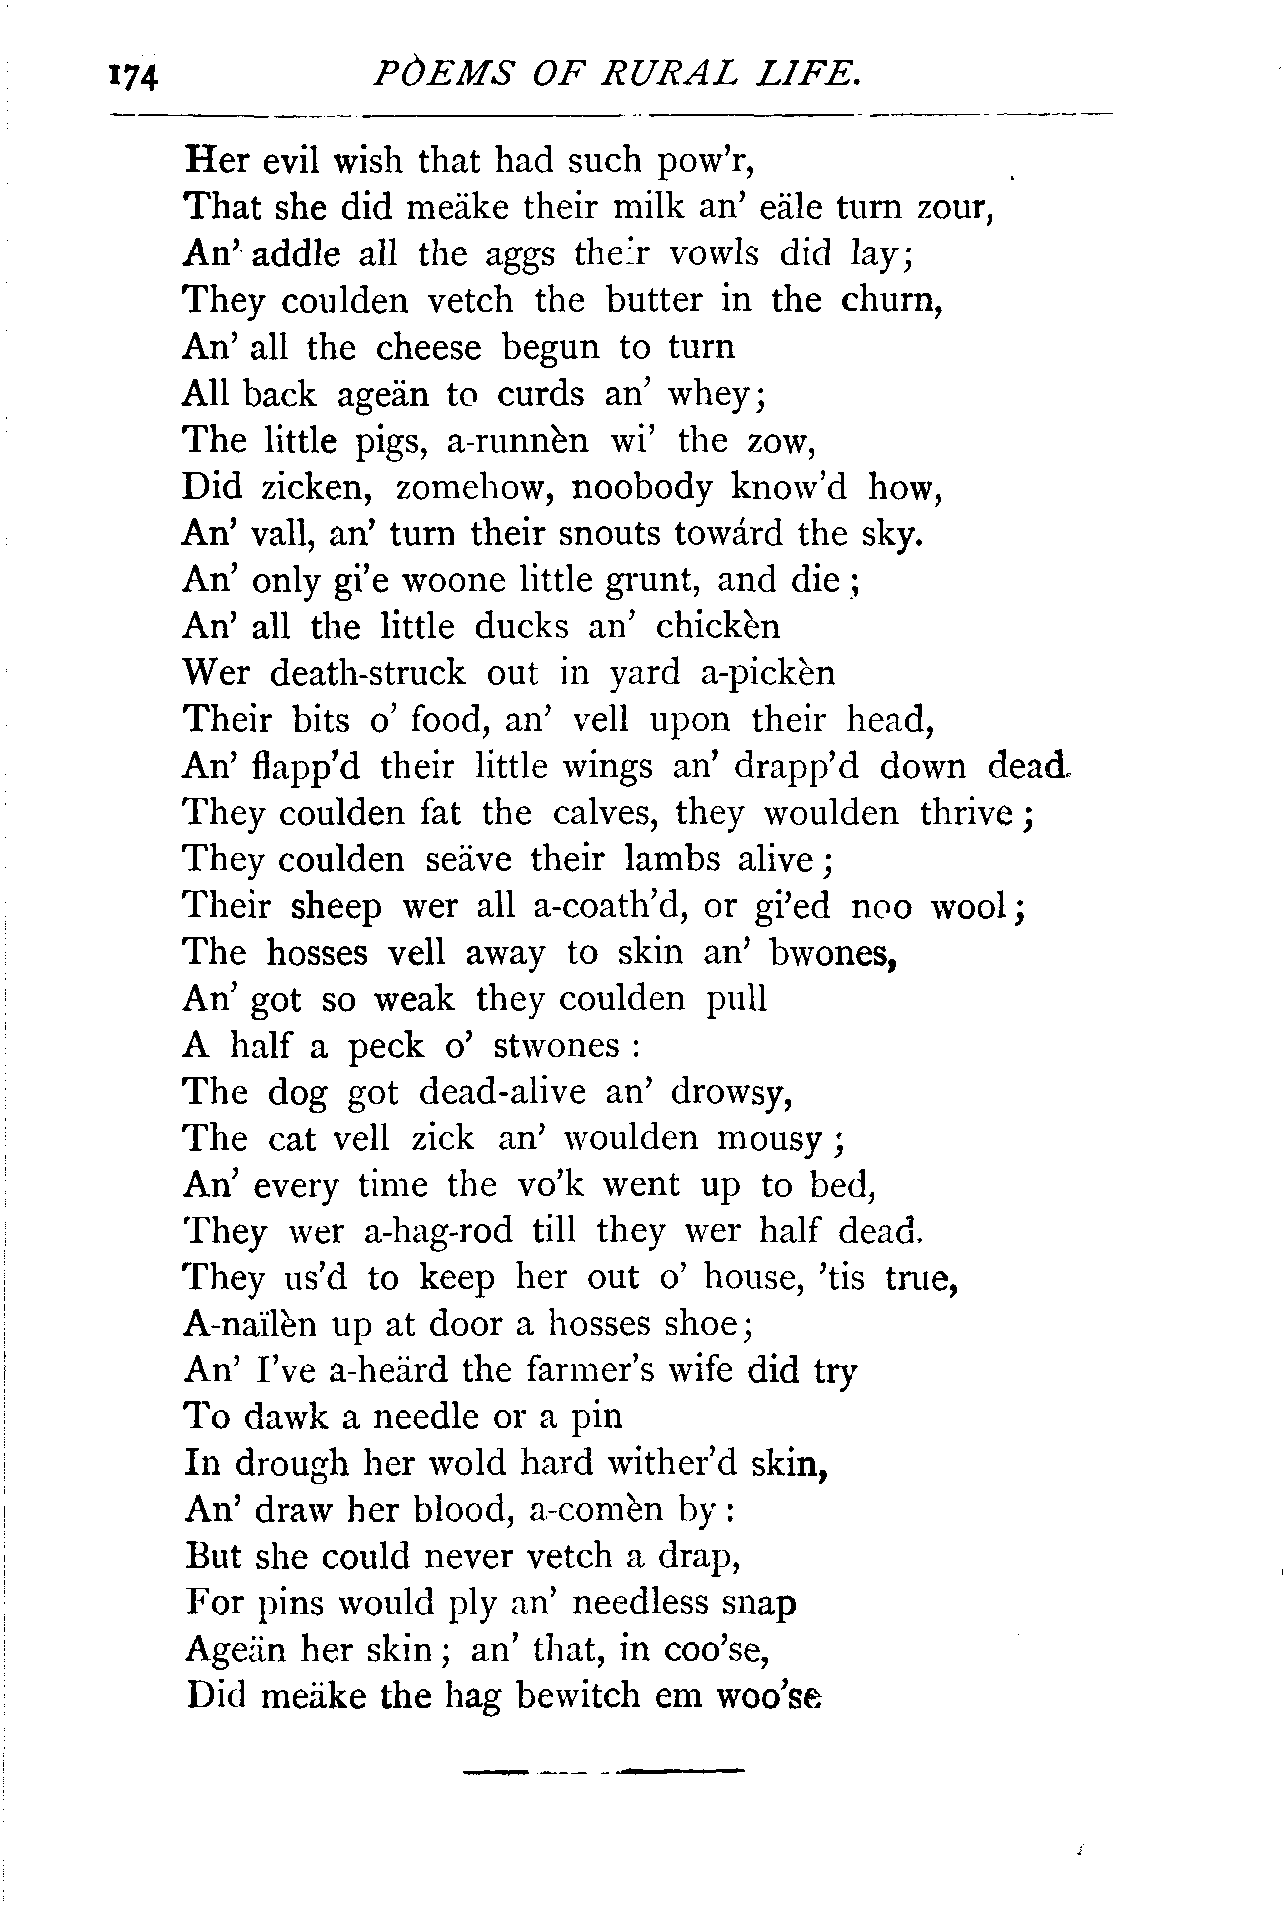 174 POEMS OF RURAL LIFE.
Her evil wish that had such pow'r,
That she did meäke their milk an' eäle turn zour,
An' addle all the aggs their vowls did lay;
They coulden vetch the butter in the churn,
An' all the cheese begun to turn
All back ageän to curds an' whey;
The little pigs, a-runnèn wi' the zow,
Did zicken, zomehow, noobody know'd how,
An' vall, an' turn their snouts towárd the sky.
An' only gi'e woone little grunt, and die;
An' all the little ducks an' chickèn
Wer death-struck out in yard a-pickèn
Their bits o' food, an' vell upon their head,
An' flapp'd their little wings an' drapp'd down dead.
They coulden fat the calves, they woulden thrive;
They coulden seäve their lambs alive;
Their sheep wer all a-coath'd, or gi'ed noo wool;
The hosses vell away to skin an' bwones,
An' got so weak they coulden pull
A half a peck o' stwones:
The dog got dead-alive an' drowsy,
The cat vell zick an' woulden mousy;
An' every time the vo'k went up to bed,
They wer a-hag-rod till they wer half dead.
They us'd to keep her out o' house, 'tis true,
A-naïlèn up at door a hosses shoe;
An' I've a-heärd the farmer's wife did try
To dawk a needle or a pin
In drough her wold hard wither'd skin,
An' draw her blood, a-comèn by:
But she could never vetch a drap,
For pins would ply an' needless snap
Ageän her skin; an' that, in coo'se,
Did meäke the hag bewitch em woo'se